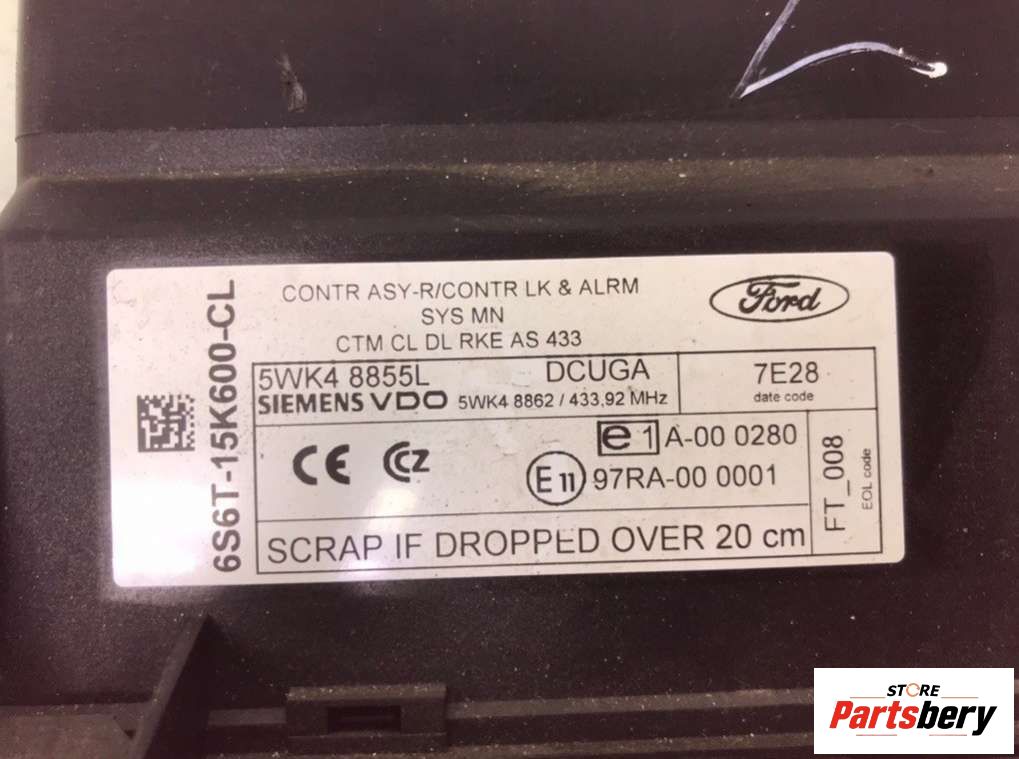 CONTR ASY-R/CONTR LK & ALRM
SYS MN
CTM CL DL RKE AS 433
Ford
6S6T-15K600-CL
5WK4 8855L DCUGA
SIEMENS VDO 5WK4 8862 / 433,92 MHz
7E28
date code
e1 A-00 0280
CE CZ
E11 97RA-00 0001
FT_008
EOL code
SCRAP IF DROPPED OVER 20 cm
STORE
Partsbery